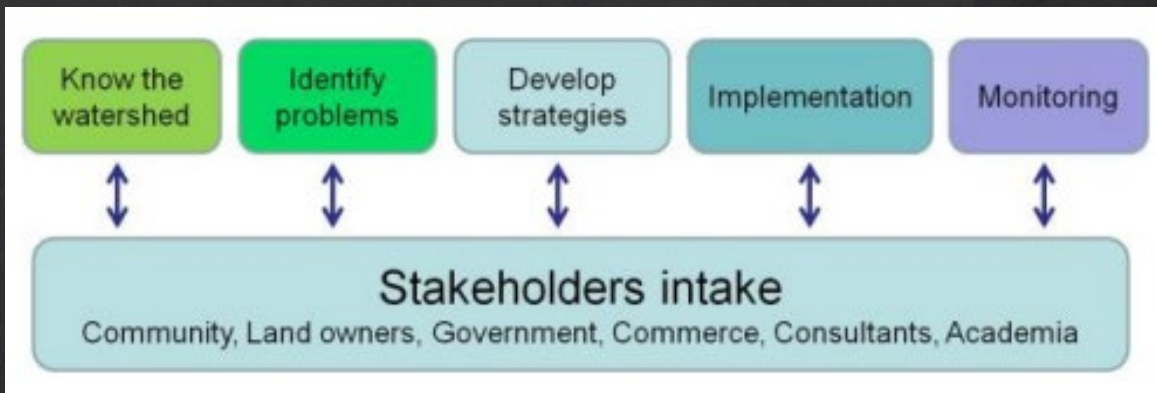 Know the
watershed
Identify
problems
Develop
strategies
Implementation
Monitoring
Stakeholders intake
Community, Land owners, Government, Commerce, Consultants, Academia